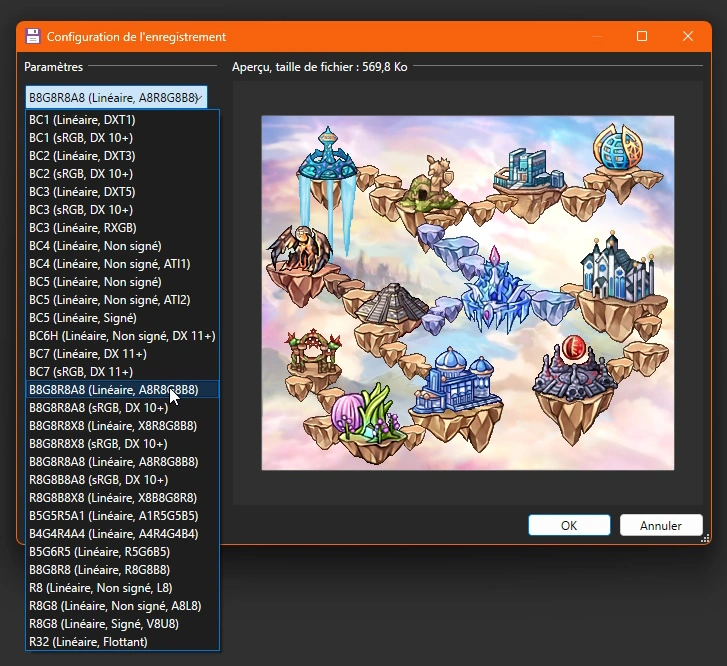 Configuration de l'enregistrement
Paramètres
Aperçu, taille de fichier : 569,8 Ko
B8G8R8A8 (Linéaire, A8R8G8B8)
BC1 (Linéaire, DXT1)
BC1 (sRGB, DX 10+)
BC2 (Linéaire, DXT3)
BC2 (sRGB, DX 10+)
BC3 (Linéaire, DXT5)
BC3 (sRGB, DX 10+)
BC3 (Linéaire, RXGB)
BC4 (Linéaire, Non signé)
BC4 (Linéaire, Non signé, ATI1)
BC5 (Linéaire, Non signé)
BC5 (Linéaire, Non signé, ATI2)
BC5 (Linéaire, Signé)
BC6H (Linéaire, Non signé, DX 11+)
BC7 (Linéaire, DX 11+)
BC7 (sRGB, DX 11+)
B8G8R8A8 (Linéaire, A8R8G8B8)
B8G8R8A8 (sRGB, DX 10+)
B8G8R8X8 (Linéaire, X8R8G8B8)
B8G8R8X8 (sRGB, DX 10+)
B8G8R8A8 (Linéaire, A8R8G8B8)
R8G8B8A8 (sRGB, DX 10+)
R8G8B8X8 (Linéaire, X8B8G8R8)
B5G5R5A1 (Linéaire, A1R5G5B5)
B4G4R4A4 (Linéaire, A4R4G4B4)
B5G6R5 (Linéaire, R5G6B5)
B8G8R8 (Linéaire, R8G8B8)
R8 (Linéaire, Non signé, L8)
R8G8 (Linéaire, Non signé, A8L8)
R8G8 (Linéaire, Signé, V8U8)
R32 (Linéaire, Flottant)
OK
Annuler